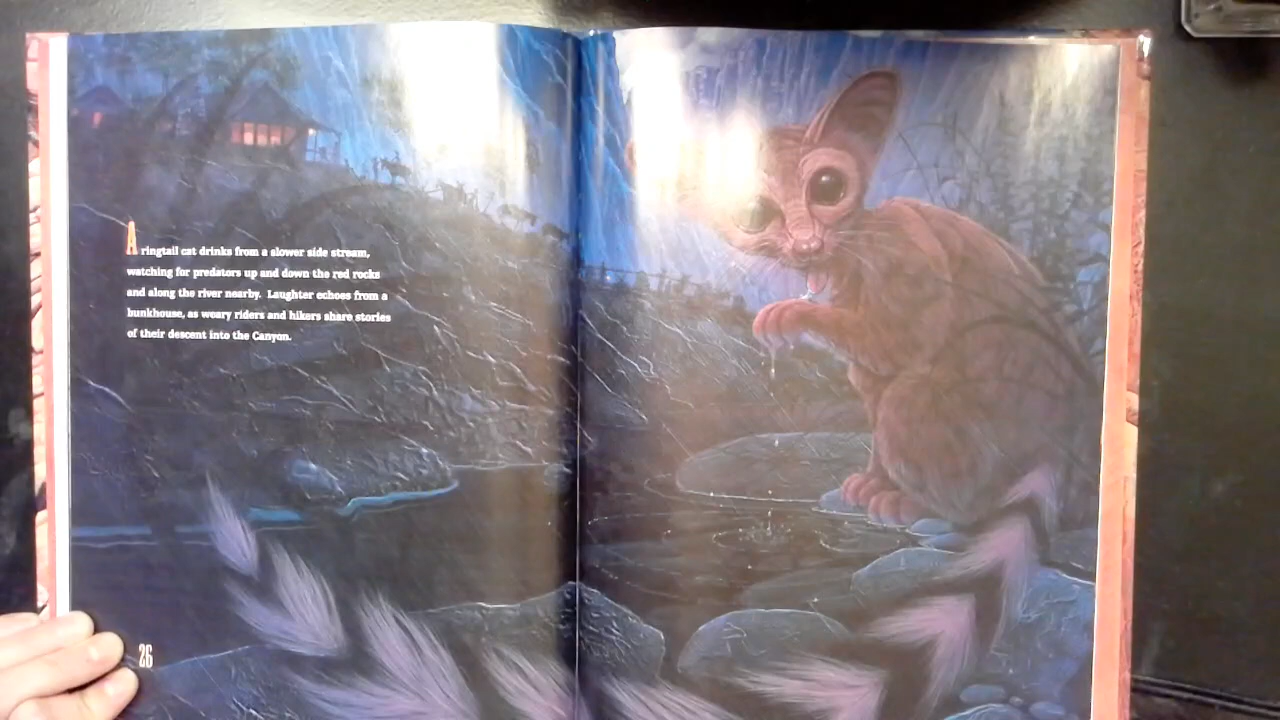 A ringtail cat drinks from a slower side stream,
watching for predators up and down the red rocks
and along the river nearby. Laughter echoes from a
bunkhouse, as weary riders and hikers share stories
of their descent into the Canyon.
26